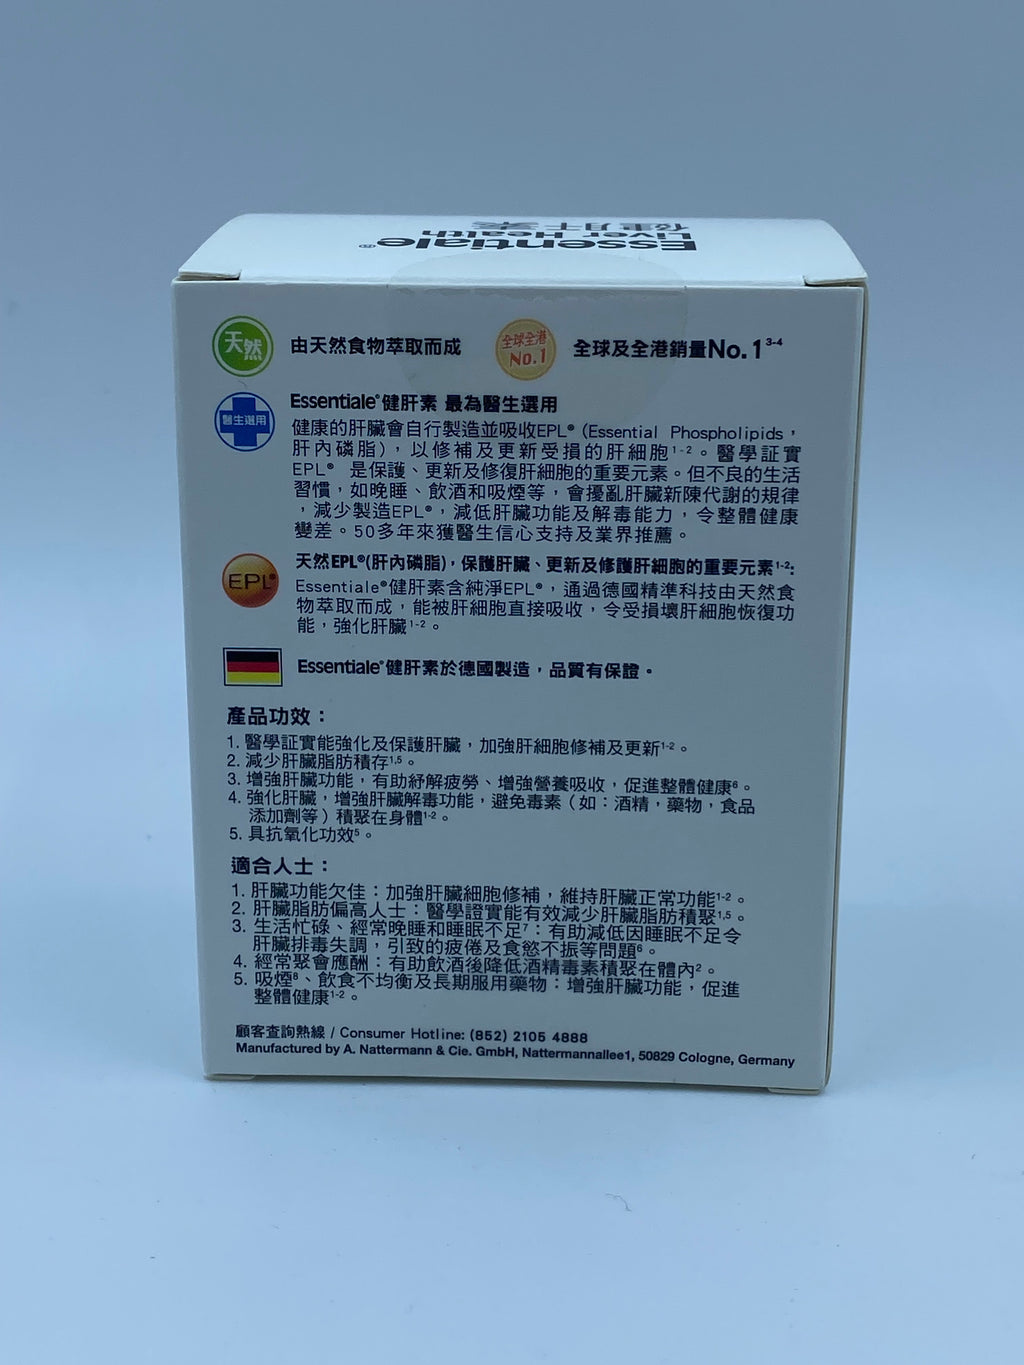 Essentiale®
Liver Health
健肝素
天然
由天然食物萃取而成
全球全港
No.1
全球及全港銷量No. 1³⁻⁴
醫生選用
Essentiale®健肝素 最為醫生選用
健康的肝臟會自行製造並吸收EPL® (Essential Phospholipids，
肝內磷脂)，以修補及更新受損的肝細胞¹⁻²。醫學証實
EPL® 是保護、更新及修復肝細胞的重要元素。但不良的生活
習慣，如晚睡、飲酒和吸煙等，會擾亂肝臟新陳代謝的規律
，減少製造EPL®，減低肝臟功能及解毒能力，令整體健康
變差。50多年來獲醫生信心支持及業界推薦。
EPL®
天然EPL®(肝內磷脂)，保護肝臟、更新及修護肝細胞的重要元素¹⁻²:
Essentiale®健肝素含純淨EPL®，通過德國精準科技由天然食
物萃取而成，能被肝細胞直接吸收，令受損壞肝細胞恢復功
能，強化肝臟¹⁻²。
Essentiale®健肝素於德國製造，品質有保證。
產品功效：
1. 醫學証實能強化及保護肝臟，加強肝細胞修補及更新¹⁻²。
2. 減少肝臟脂肪積存¹,⁵。
3. 增強肝臟功能，有助紓解疲勞、增強營養吸收，促進整體健康⁶。
4. 強化肝臟，增強肝臟解毒功能，避免毒素（如：酒精，藥物，食品
添加劑等）積聚在身體¹⁻²。
5. 具抗氧化功效⁵。
適合人士：
1. 肝臟功能欠佳：加強肝臟細胞修補，維持肝臟正常功能¹⁻²。
2. 肝臟脂肪偏高人士：醫學證實能有效減少肝臟脂肪積聚¹,⁵。
3. 生活忙碌、經常晚睡和睡眠不足⁷：有助減低因睡眠不足令
肝臟排毒失調，引致的疲倦及食慾不振等問題⁶。
4. 經常聚會應酬：有助飲酒後降低酒精毒素積聚在體內²。
5. 吸煙⁸、飲食不均衡及長期服用藥物：增強肝臟功能，促進
整體健康¹⁻²。
顧客查詢熱線 / Consumer Hotline: (852) 2105 4888
Manufactured by A. Nattermann & Cie. GmbH, Nattermannallee1, 50829 Cologne, Germany